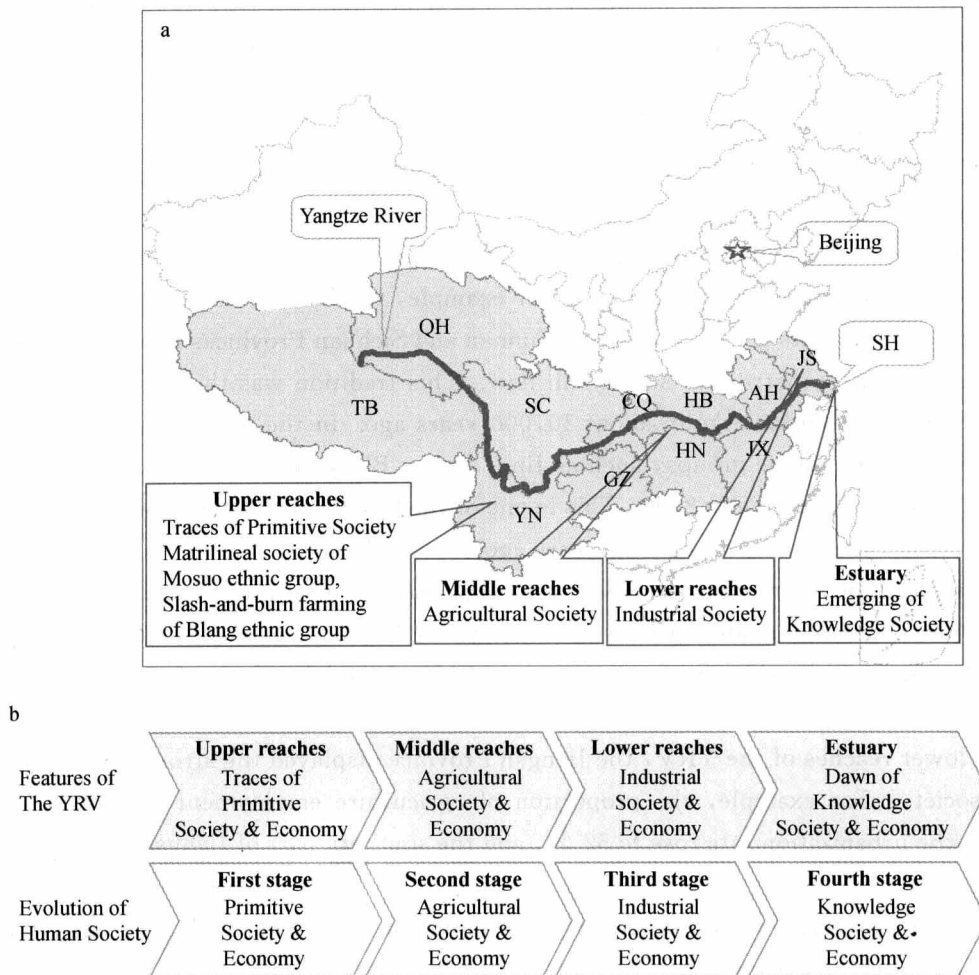 a
Yangtze River
Beijing
QH
SH
JS
TB
SC
CQ
HB
AH
HN
JX
GZ
YN
Upper reaches
Traces of Primitive Society
Matrilineal society of
Mosuo ethnic group,
Slash-and-burn farming
of Blang ethnic group
Middle reaches
Agricultural Society
Lower reaches
Industrial Society
Estuary
Emerging of
Knowledge Society
b
Features of
The YRV
Upper reaches
Traces of
Primitive
Society & Economy
Middle reaches
Agricultural
Society &
Economy
Lower reaches
Industrial
Society &
Economy
Estuary
Dawn of
Knowledge
Society & Economy
Evolution of
Human Society
First stage
Primitive
Society &
Economy
Second stage
Agricultural
Society &
Economy
Third stage
Industrial
Society &
Economy
Fourth stage
Knowledge
Society &
Economy